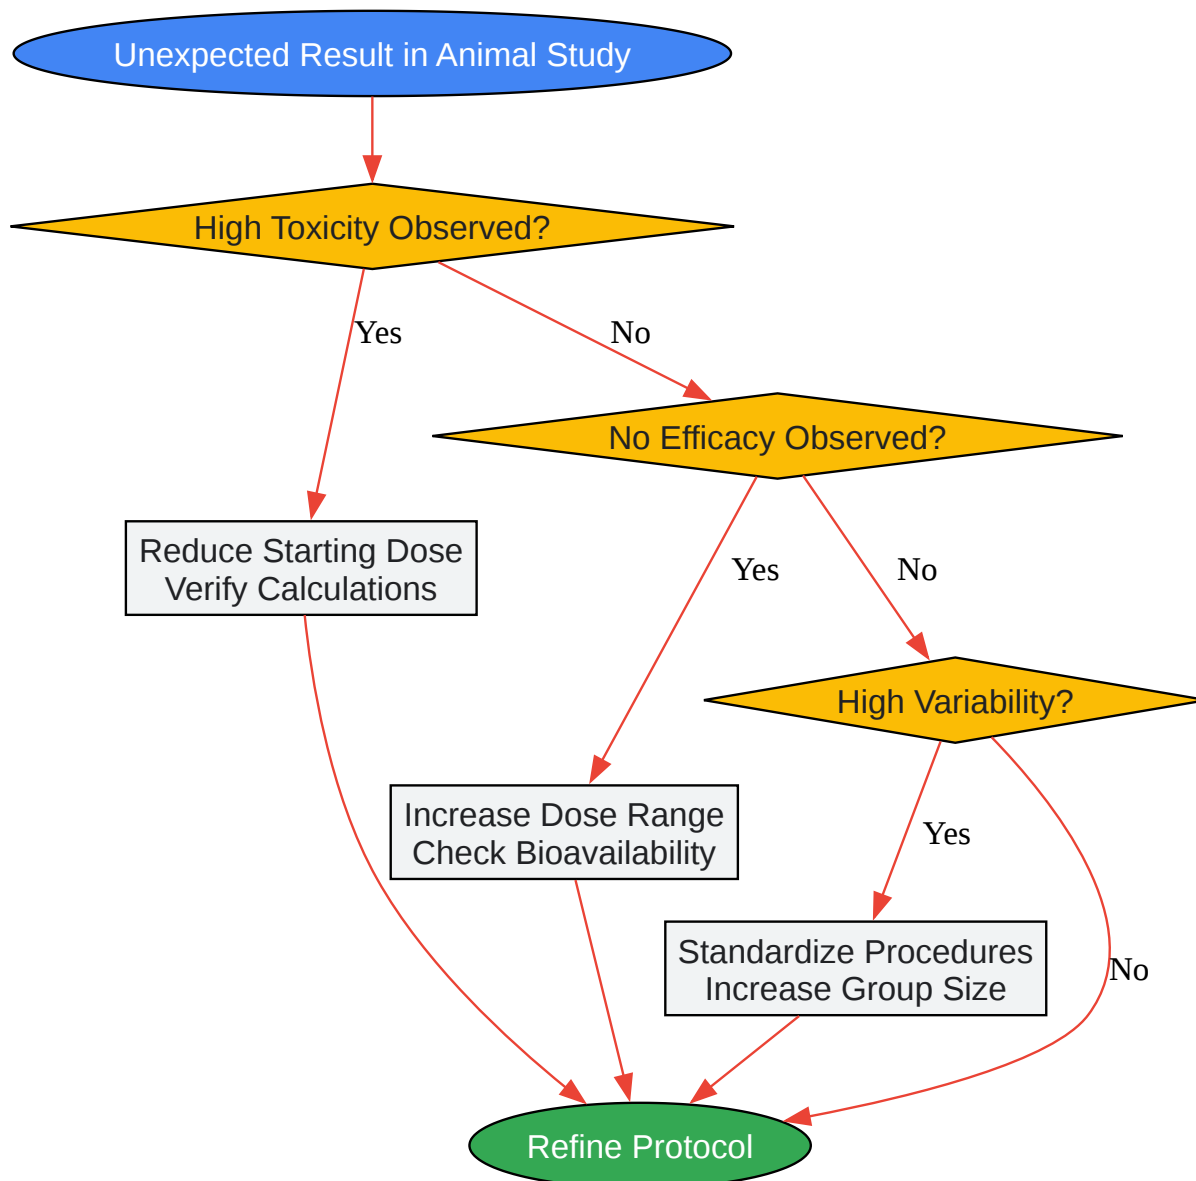 Unexpected Result in Animal Study
High Toxicity Observed?
Yes
No
No Efficacy Observed?
Reduce Starting Dose
Verify Calculations
Yes
No
High Variability?
Increase Dose Range
Check Bioavailability
Yes
Standardize Procedures
Increase Group Size
No
Refine Protocol